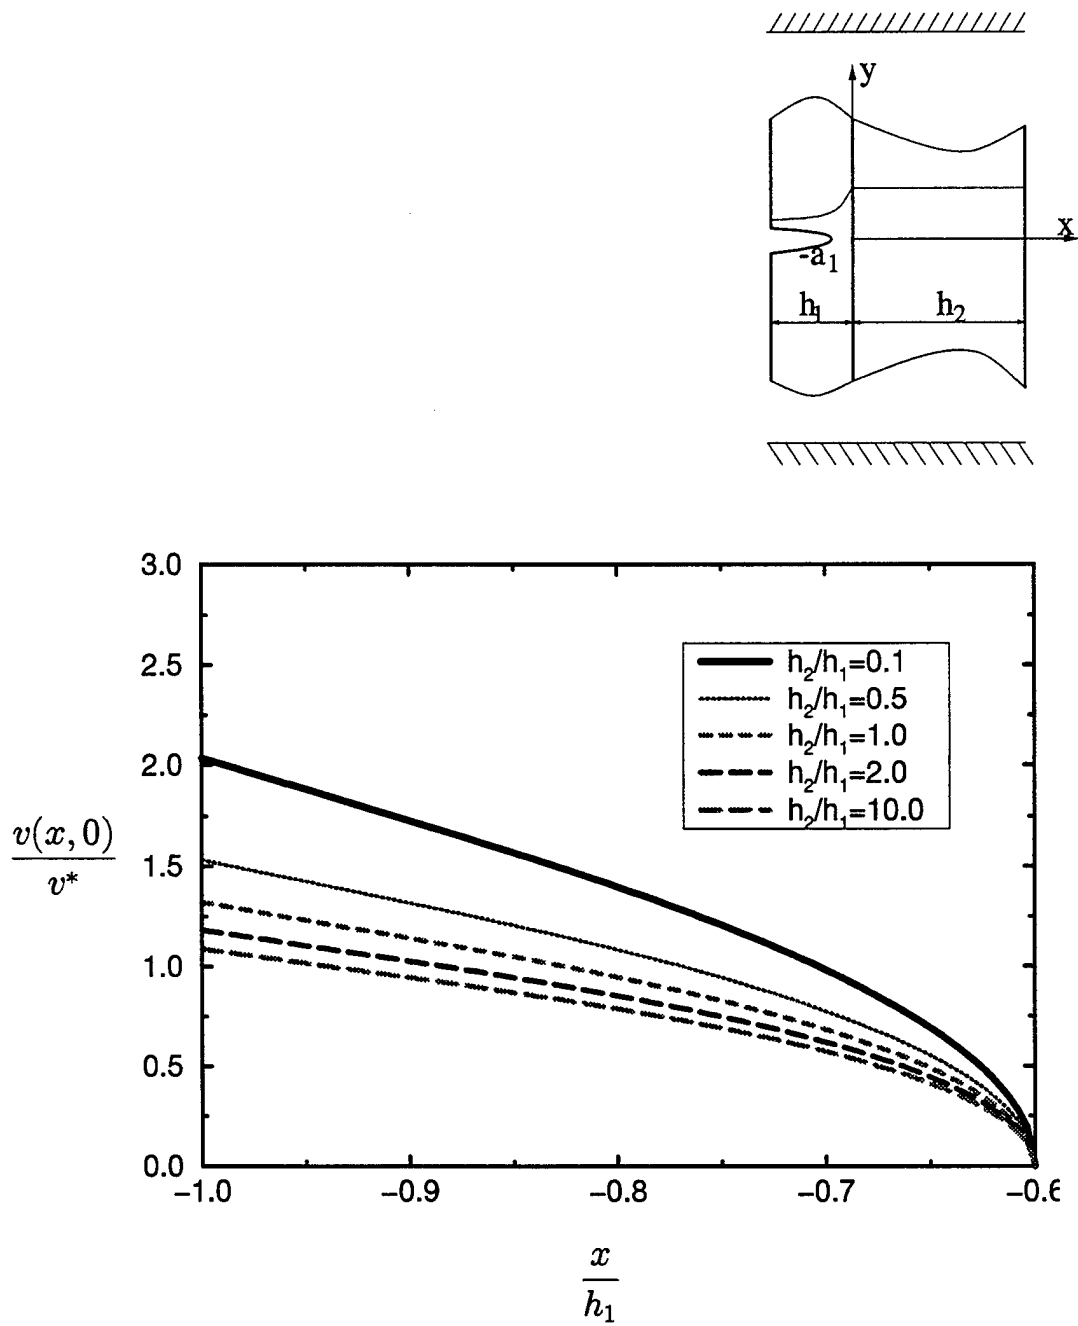 y
x
-a₁
h₁ h₂
3.0
2.5
2.0
1.5
1.0
0.5
0.0
v(x, 0)
v*
h₂/h₁=0.1
h₂/h₁=0.5
h₂/h₁=1.0
h₂/h₁=2.0
h₂/h₁=10.0
−1.0 −0.9 −0.8 −0.7 −0.6
x
h₁